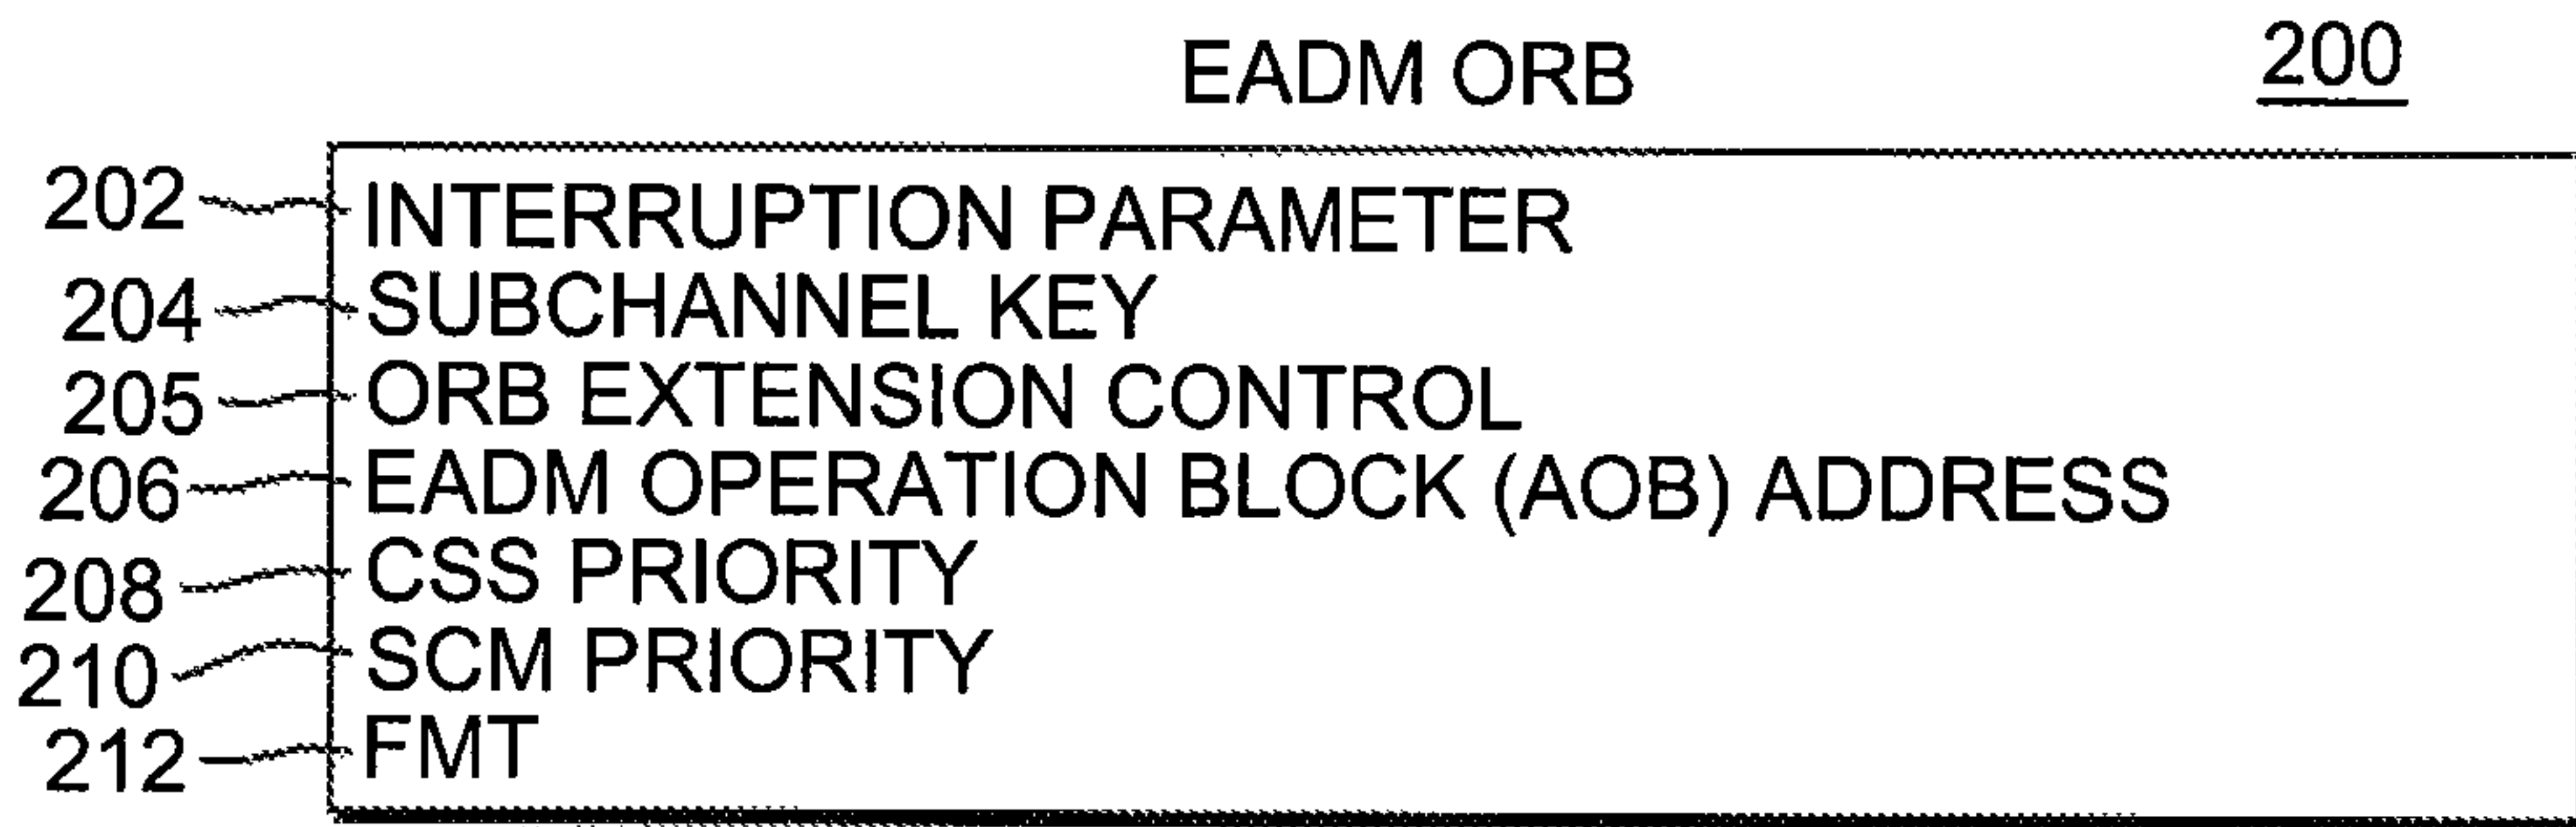 EADM ORB 200
202 INTERRUPTION PARAMETER
204 SUBCHANNEL KEY
205 ORB EXTENSION CONTROL
206 EADM OPERATION BLOCK (AOB) ADDRESS
208 CSS PRIORITY
210 SCM PRIORITY
212 FMT